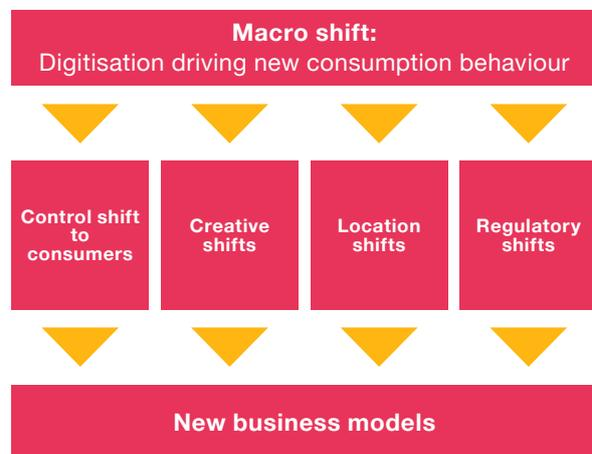 Macro shift:
Digitisation driving new consumption behaviour
Control shift
to
consumers
Creative
shifts
Location
shifts
Regulatory
shifts
New business models